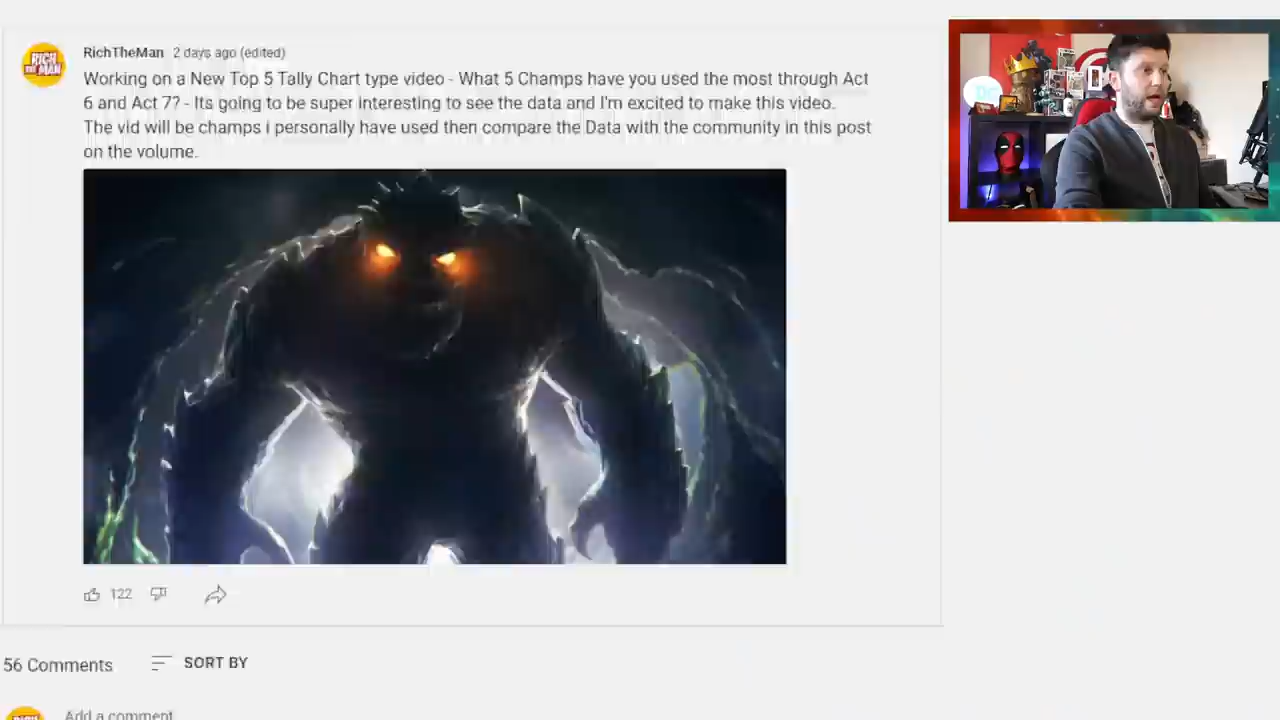 RichTheMan 2 days ago (edited)
Working on a New Top 5 Tally Chart type video - What 5 Champs have you used the most through Act
6 and Act 7? - Its going to be super interesting to see the data and I'm excited to make this video.
The vid will be champs i personally have used then compare the Data with the community in this post
on the volume.
RICH
THE MAN
122
56 Comments
SORT BY
Add a comment